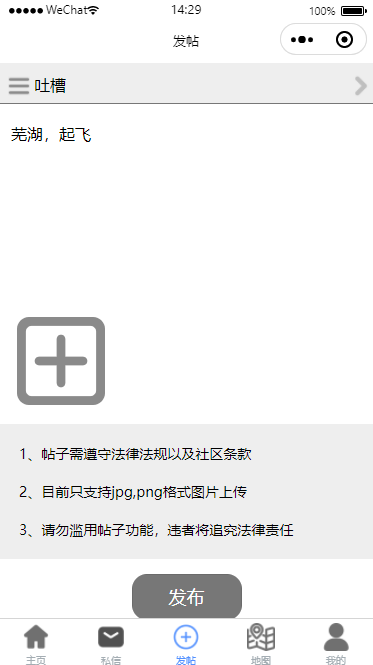 WeChat 14:29 100%
发帖
吐槽
芜湖，起飞
1、帖子需遵守法律法规以及社区条款
2、目前只支持jpg,png格式图片上传
3、请勿滥用帖子功能，违者将追究法律责任
发布
主页 私信 发帖 地图 我的